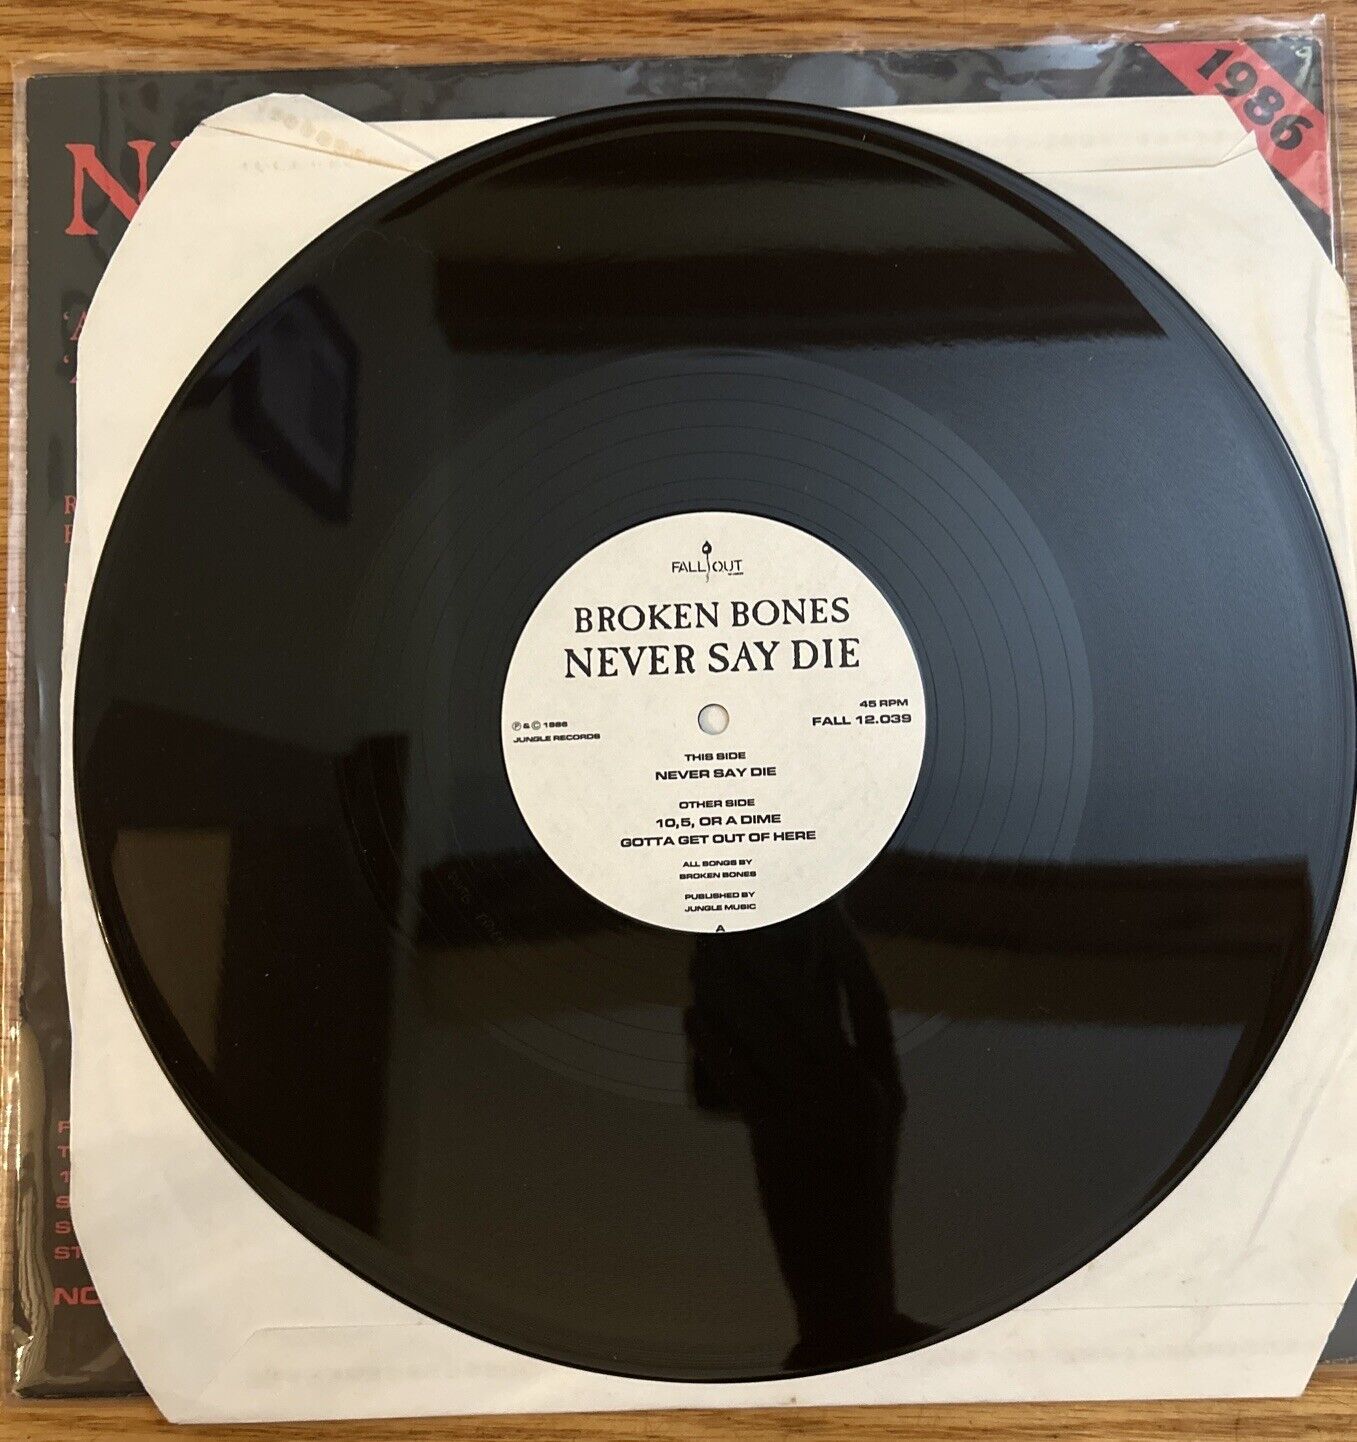 1986
FALL OUT
BROKEN BONES
NEVER SAY DIE
45 RPM
FALL 12.039
Ⓟ & © 1986
JUNGLE RECORDS
THIS SIDE
NEVER SAY DIE
OTHER SIDE
10,5, OR A DIME
GOTTA GET OUT OF HERE
ALL SONGS BY
BROKEN BONES
PUBLISHED BY
JUNGLE MUSIC
A